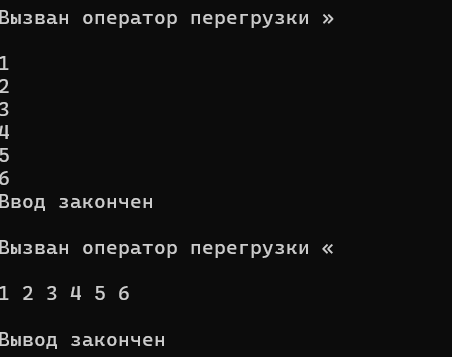 Вызван оператор перегрузки »
1
2
3
4
5
6
Ввод закончен
Вызван оператор перегрузки «
1 2 3 4 5 6
Вывод закончен